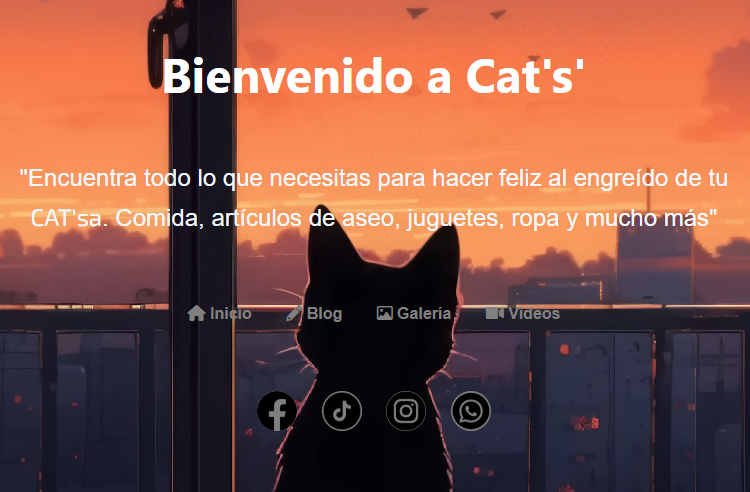 Bienvenido a Cat's'
"Encuentra todo lo que necesitas para hacer feliz al engreído de tu
CAT'sa. Comida, artículos de aseo, juguetes, ropa y mucho más"
Inicio Blog Galería Videos